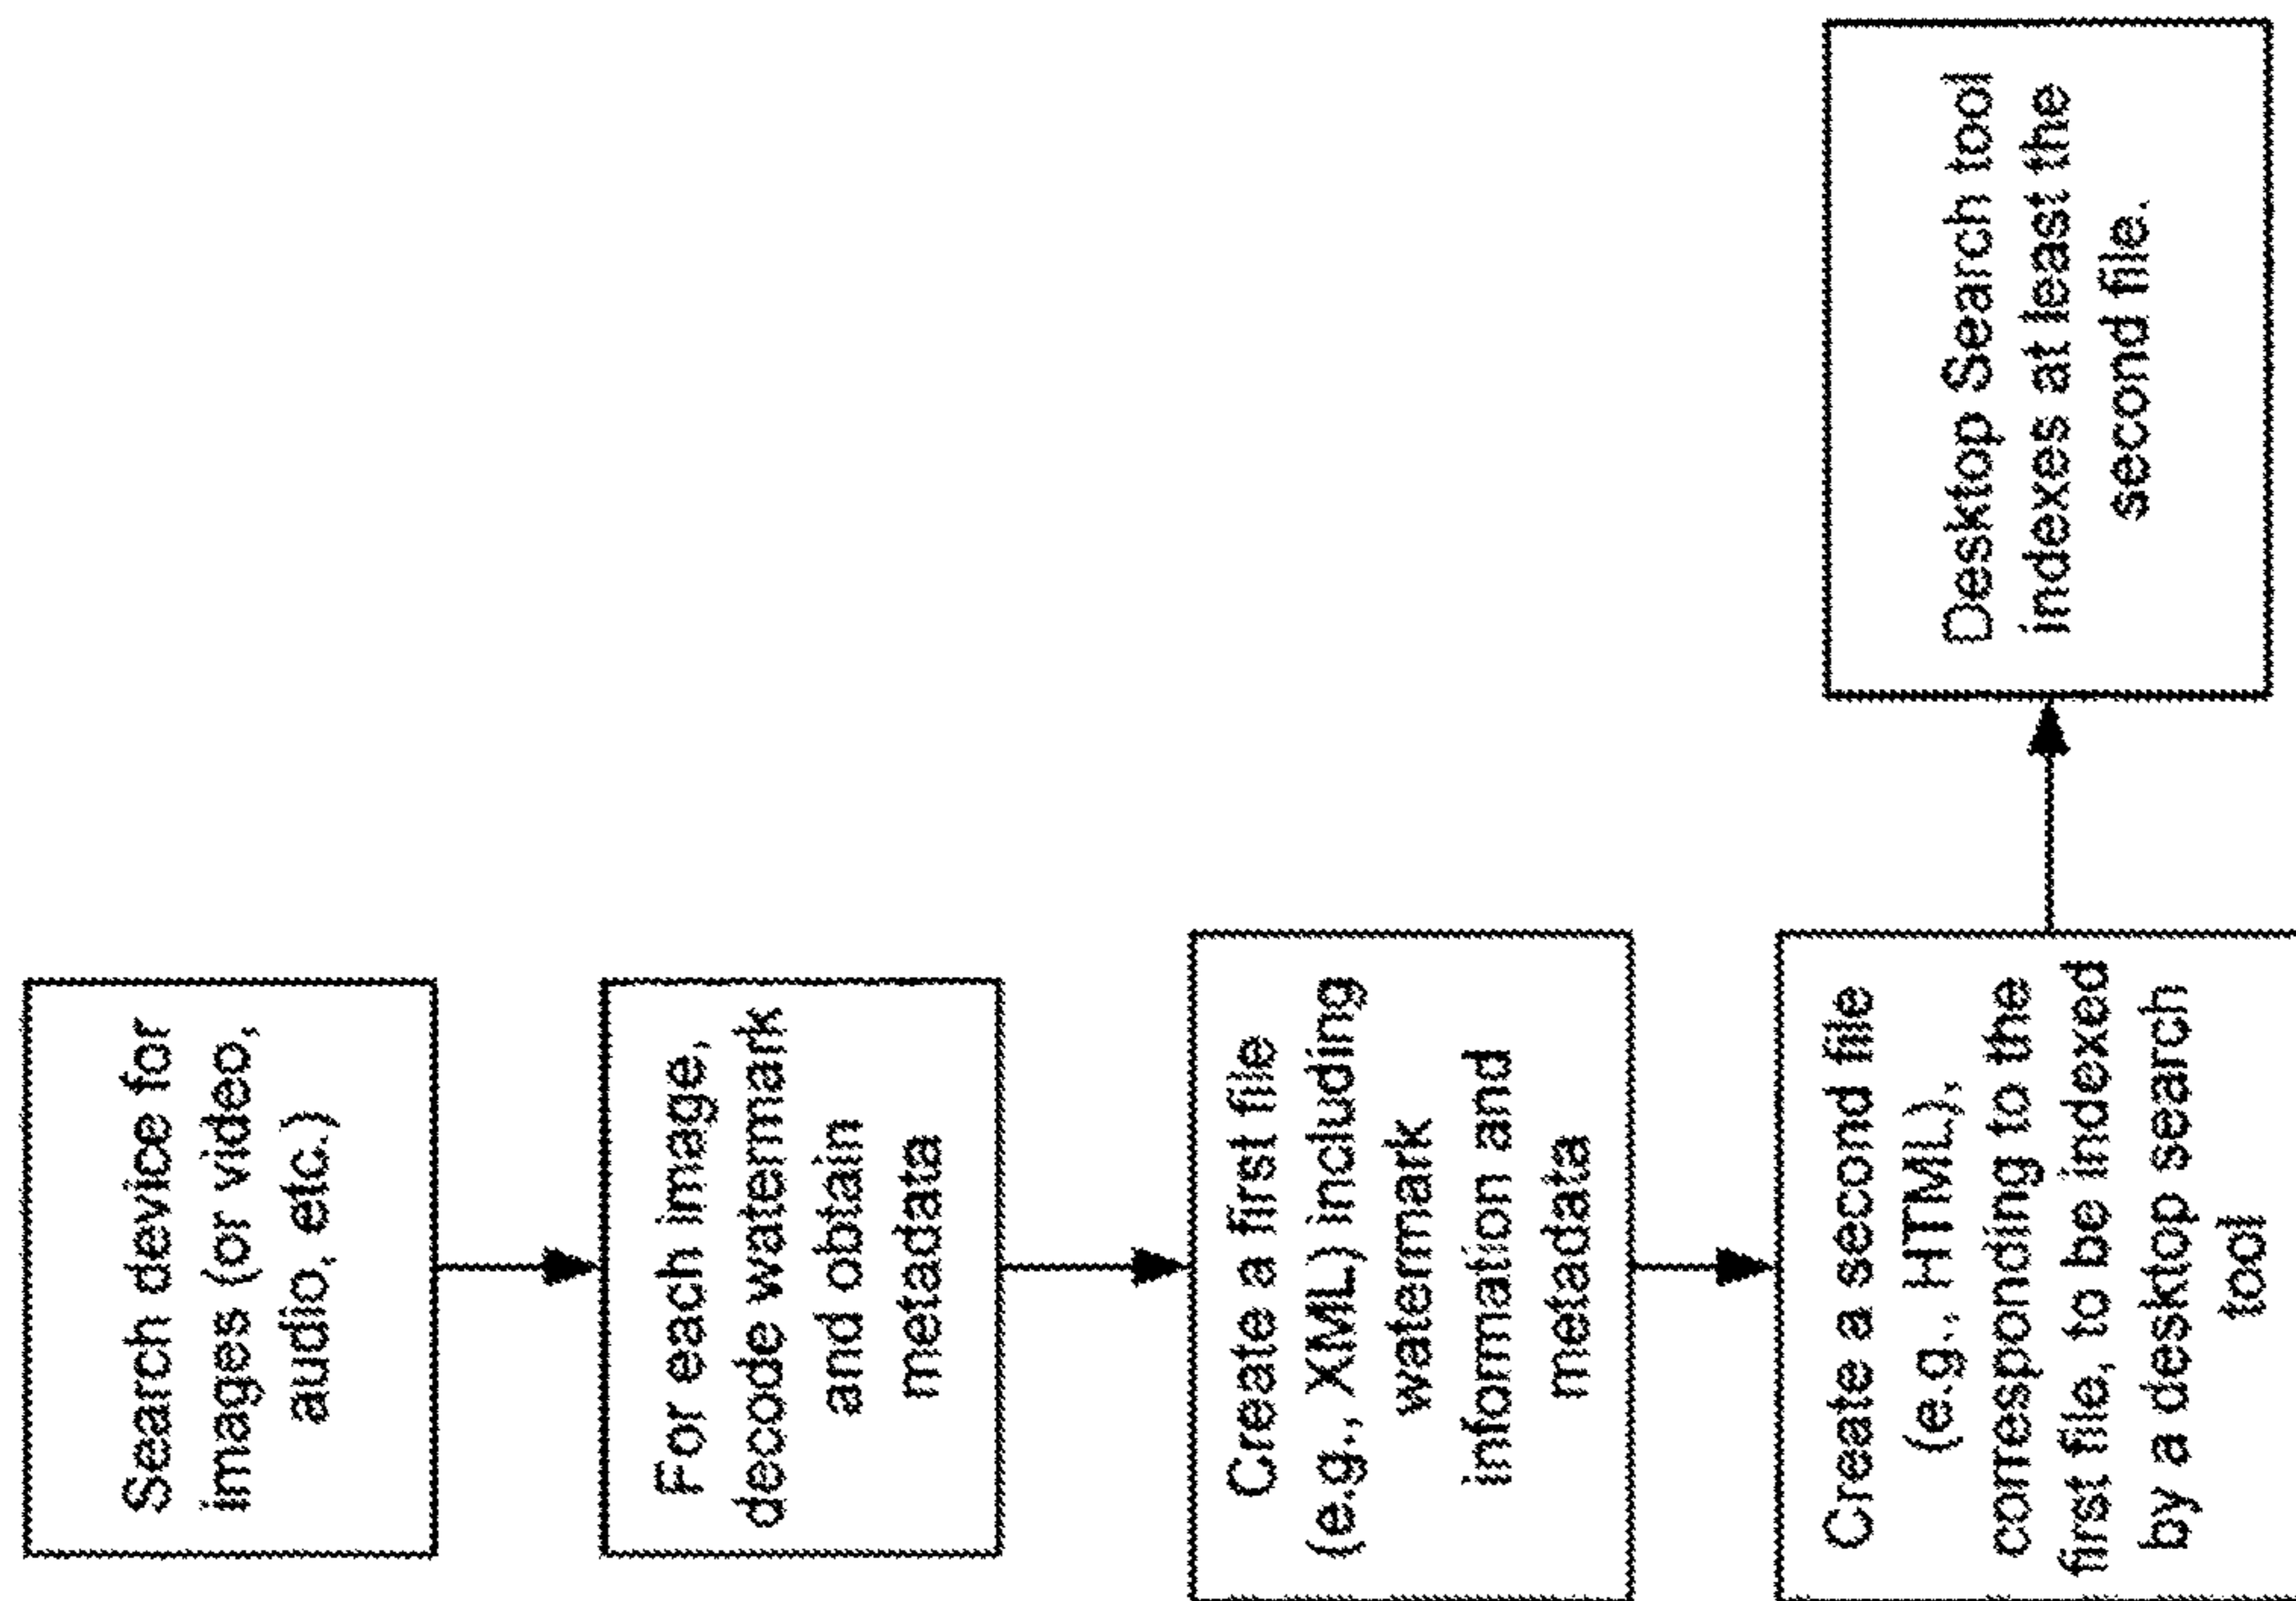 Search device for
images (or video,
audio, etc.)
For each image,
decode watermark
and obtain
metadata
Create a first file
(e.g., XML) including
watermark
information and
metadata
Create a second file
(e.g., HTML),
corresponding to the
first file, to be indexed
by a desktop search
tool
Desktop Search tool
indexes at least the
second file.